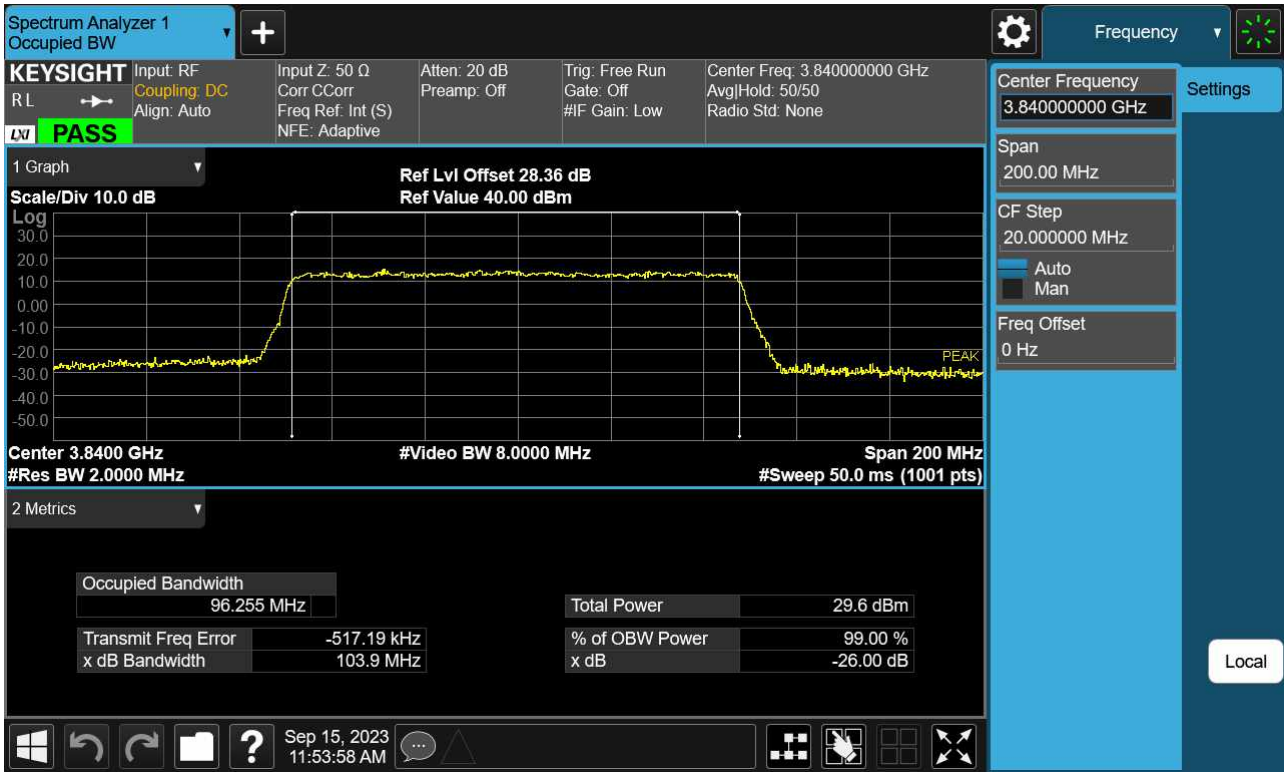 Spectrum Analyzer 1
Occupied BW
+
Frequency
KEYSIGHT
R L
LXI
PASS
Input: RF
Coupling: DC
Align: Auto
Input Z: 50 Ω
Corr CCorr
Freq Ref: Int (S)
NFE: Adaptive
Atten: 20 dB
Preamp: Off
Trig: Free Run
Gate: Off
#IF Gain: Low
Center Freq: 3.840000000 GHz
Avg|Hold: 50/50
Radio Std: None
Center Frequency
3.840000000 GHz
Settings
Span
200.00 MHz
CF Step
20.000000 MHz
Auto
Man
Freq Offset
0 Hz
Local
1 Graph
Ref Lvl Offset 28.36 dB
Scale/Div 10.0 dB
Ref Value 40.00 dBm
Log
30.0
20.0
10.0
0.00
-10.0
-20.0
-30.0
-40.0
-50.0
PEAK
Center 3.8400 GHz
#Video BW 8.0000 MHz
Span 200 MHz
#Res BW 2.0000 MHz
#Sweep 50.0 ms (1001 pts)
2 Metrics
Occupied Bandwidth
96.255 MHz
Total Power 29.6 dBm
Transmit Freq Error -517.19 kHz
% of OBW Power 99.00 %
x dB Bandwidth 103.9 MHz
x dB -26.00 dB
?
Sep 15, 2023
11:53:58 AM